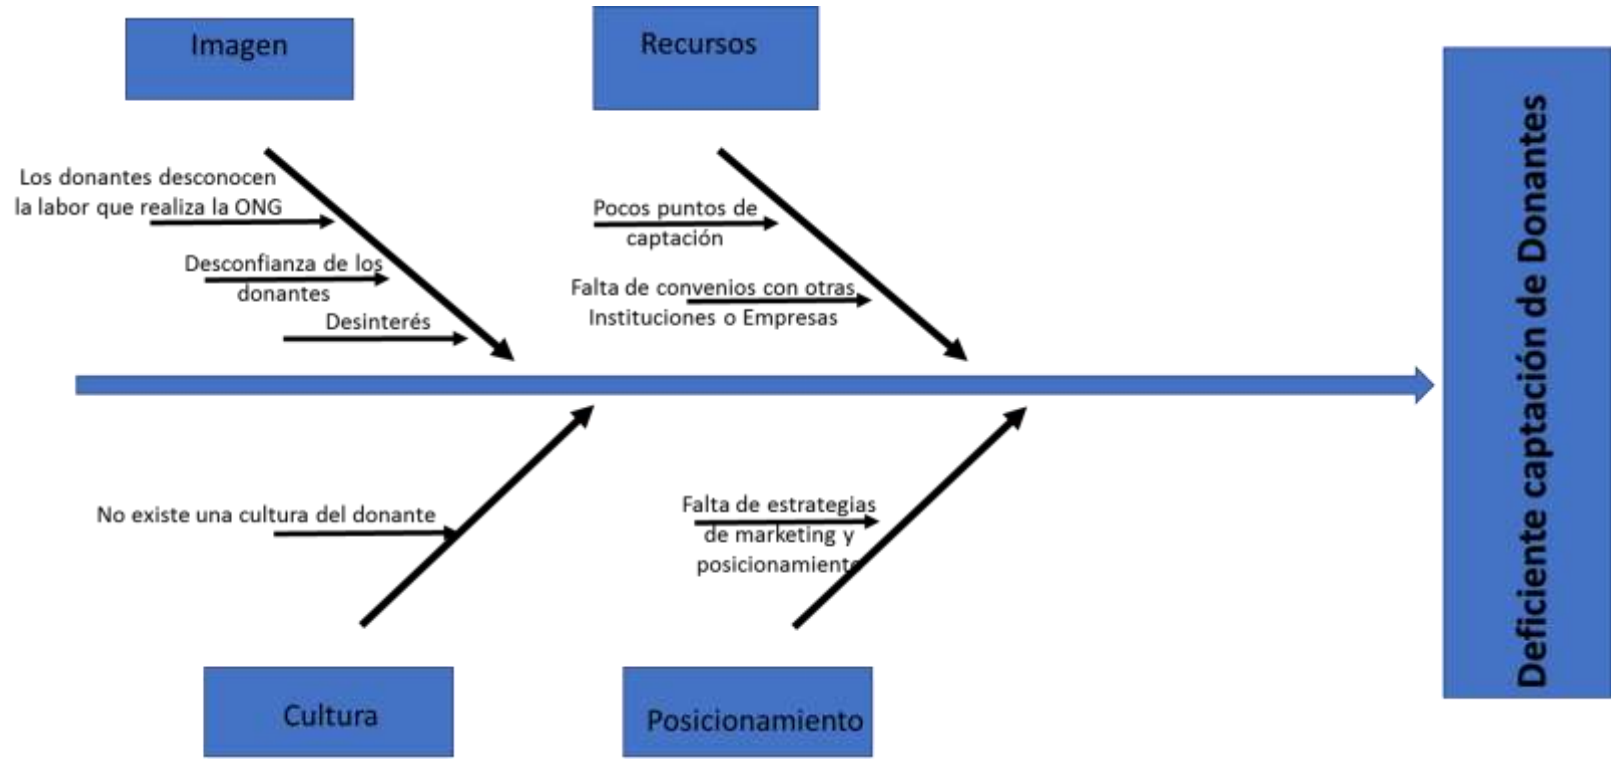 Imagen
Recursos
Los donantes desconocen
la labor que realiza la ONG
Desconfianza de los
donantes
Desinterés
Pocos puntos de
captación
Falta de convenios con otras
Instituciones o Empresas
Deficiente captación de Donantes
No existe una cultura del donante
Falta de estrategias
de marketing y
posicionamiento
Cultura
Posicionamiento